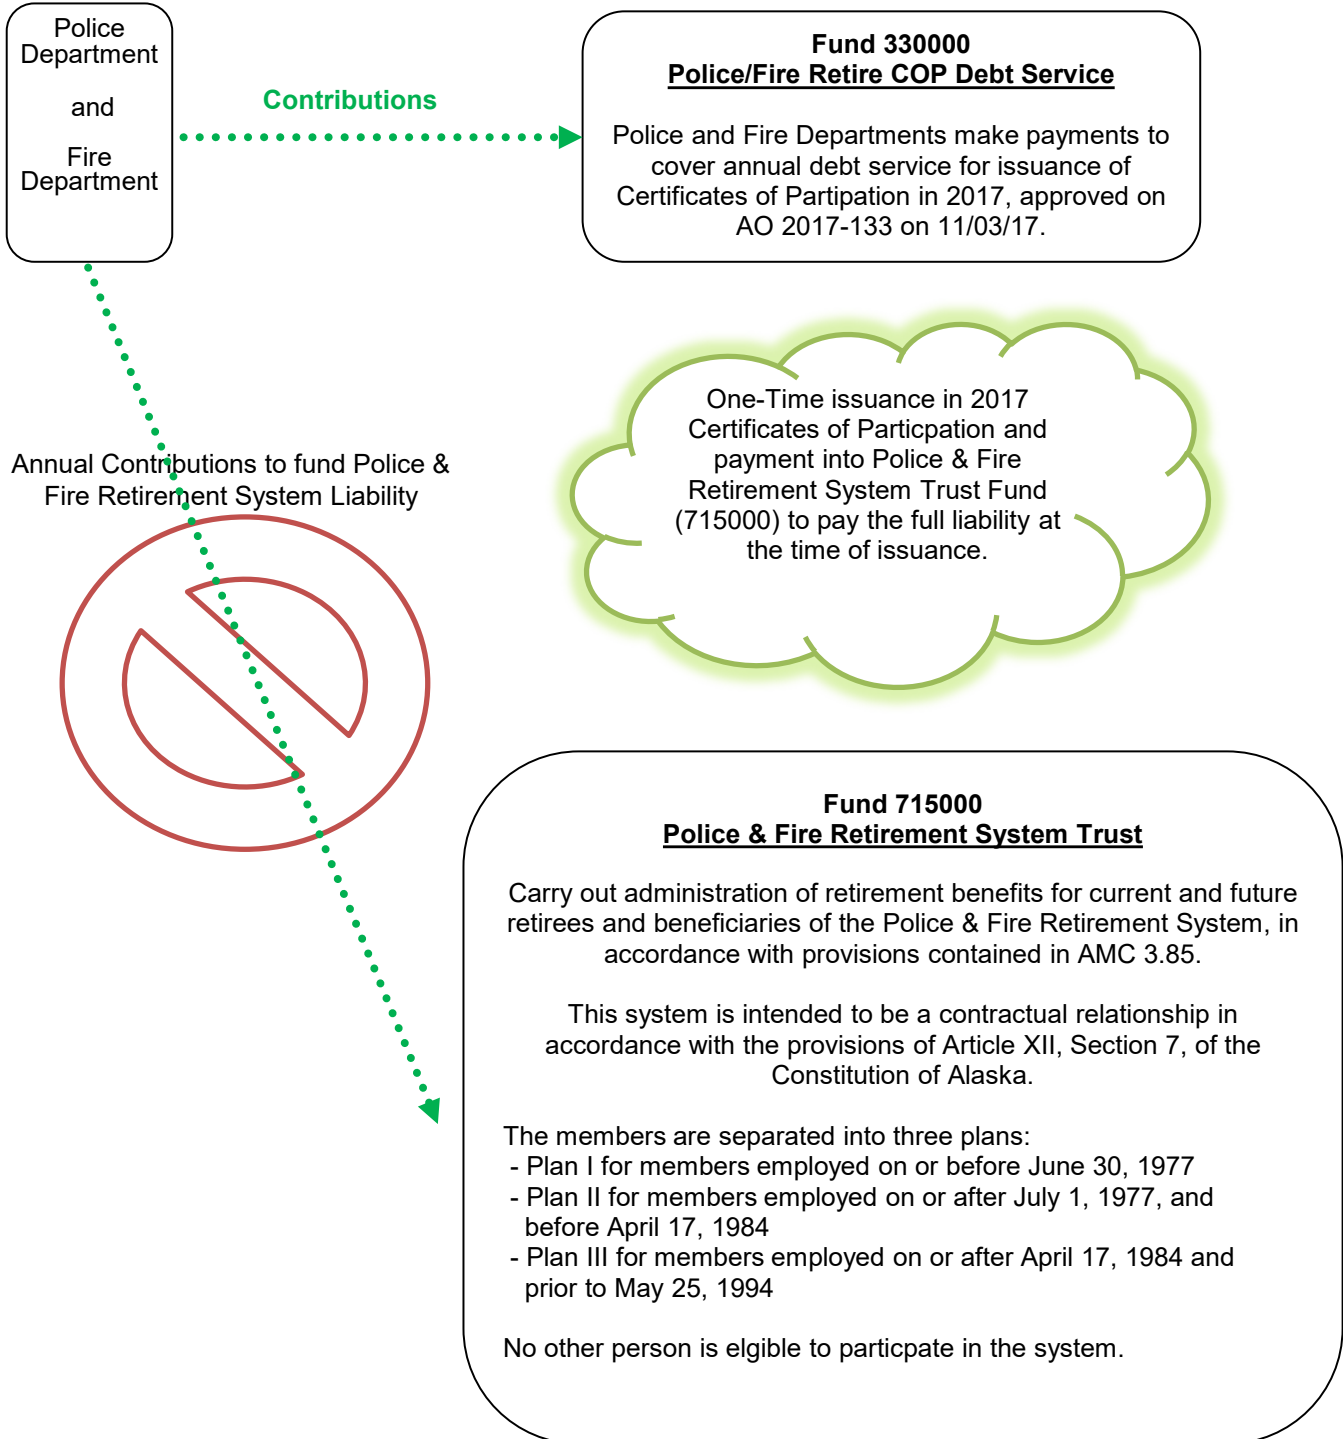 Police
Department
and
Fire
Department
Contributions
Fund 330000
Police/Fire Retire COP Debt Service
Police and Fire Departments make payments to
cover annual debt service for issuance of
Certificates of Partipation in 2017, approved on
AO 2017-133 on 11/03/17.
One-Time issuance in 2017
Certificates of Particpation and
payment into Police & Fire
Retirement System Trust Fund
(715000) to pay the full liability at
the time of issuance.
Annual Contributions to fund Police &
Fire Retirement System Liability
Fund 715000
Police & Fire Retirement System Trust
Carry out administration of retirement benefits for current and future
retirees and beneficiaries of the Police & Fire Retirement System, in
accordance with provisions contained in AMC 3.85.
This system is intended to be a contractual relationship in
accordance with the provisions of Article XII, Section 7, of the
Constitution of Alaska.
The members are separated into three plans:
- Plan I for members employed on or before June 30, 1977
- Plan II for members employed on or after July 1, 1977, and
before April 17, 1984
- Plan III for members employed on or after April 17, 1984 and
prior to May 25, 1994
No other person is elgible to particpate in the system.